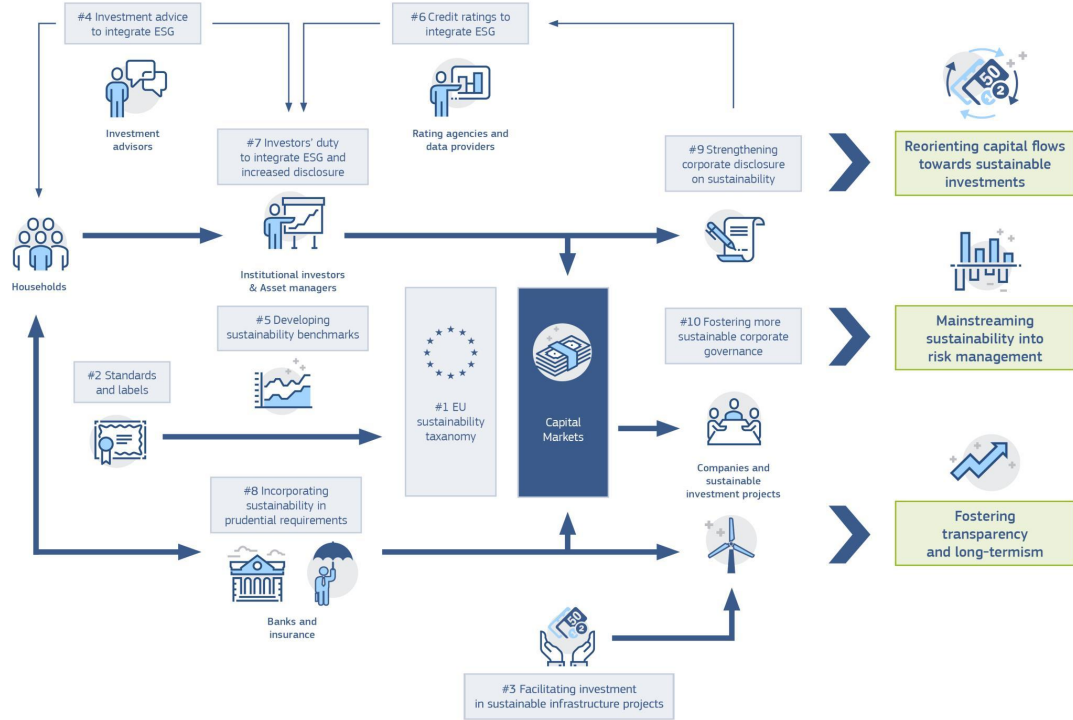 #4 Investment advice
to integrate ESG
#6 Credit ratings to
integrate ESG
50
2
Investment
advisors
Rating agencies and
data providers
#7 Investors' duty
to integrate ESG and
increased disclosure
#9 Strengthening
corporate disclosure
on sustainability
Reorienting capital flows
towards sustainable
investments
Households
Institutional investors
& Asset managers
#5 Developing
sustainability benchmarks
#10 Fostering more
sustainable corporate
governance
Mainstreaming
sustainability into
risk management
#2 Standards
and labels
#1 EU
sustainability
taxanomy
Capital
Markets
Companies and
sustainable
investment projects
#8 Incorporating
sustainability in
prudential requirements
Fostering
transparency
and long-termism
Banks and
insurance
50
2
#3 Facilitating investment
in sustainable infrastructure projects